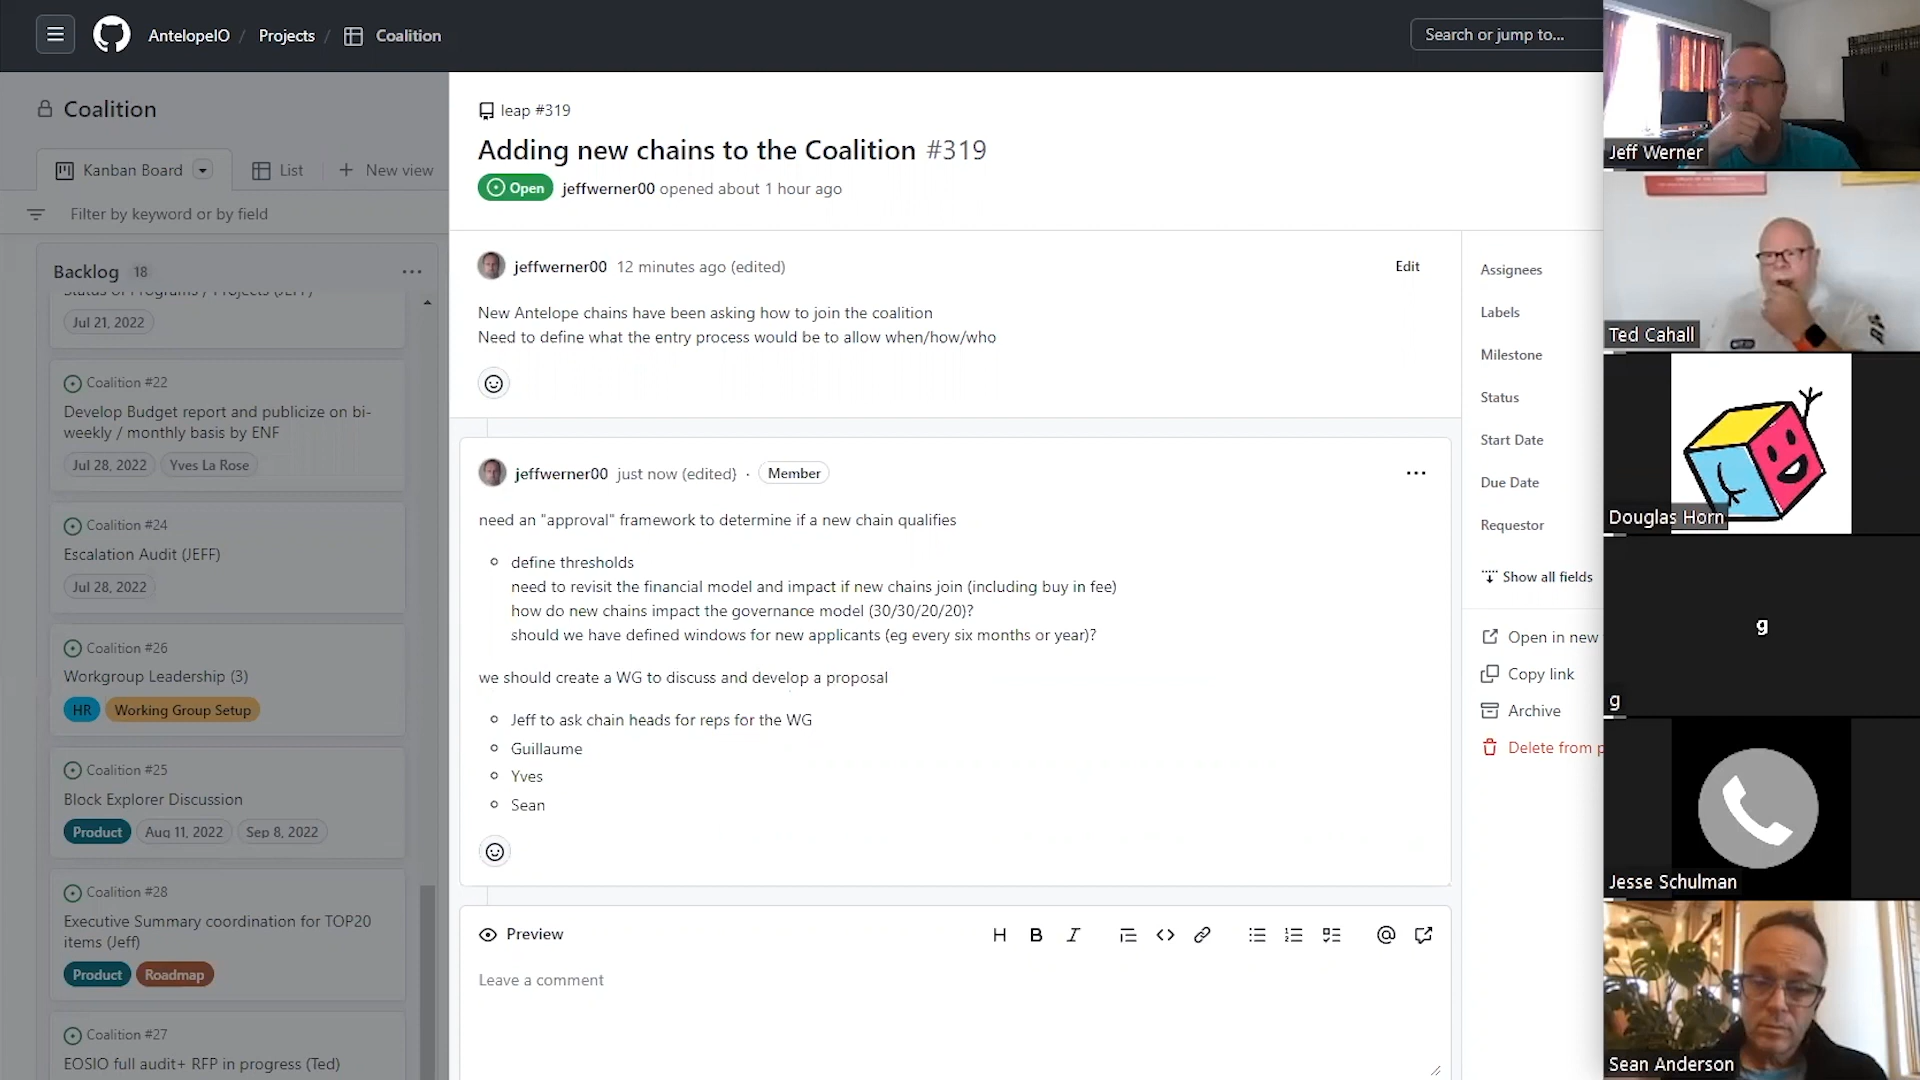 AntelopeIO / Projects / Coalition
Search or jump to...
Coalition
Kanban Board
List
New view
Filter by keyword or by field
Backlog 18
Status of Programs / Projects (JEFF)
Jul 21, 2022
Coalition #22
Develop Budget report and publicize on bi-
weekly / monthly basis by ENF
Jul 28, 2022 Yves La Rose
Coalition #24
Escalation Audit (JEFF)
Jul 28, 2022
Coalition #26
Workgroup Leadership (3)
HR Working Group Setup
Coalition #25
Block Explorer Discussion
Product Aug 11, 2022 Sep 8, 2022
Coalition #28
Executive Summary coordination for TOP20
items (Jeff)
Product Roadmap
Coalition #27
EOSIO full audit+ RFP in progress (Ted)
leap #319
Adding new chains to the Coalition #319
Open jeffwerner00 opened about 1 hour ago
jeffwerner00 12 minutes ago (edited)
Edit
New Antelope chains have been asking how to join the coalition
Need to define what the entry process would be to allow when/how/who
jeffwerner00 just now (edited) · Member
need an "approval" framework to determine if a new chain qualifies
define thresholds
need to revisit the financial model and impact if new chains join (including buy in fee)
how do new chains impact the governance model (30/30/20/20)?
should we have defined windows for new applicants (eg every six months or year)?
we should create a WG to discuss and develop a proposal
Jeff to ask chain heads for reps for the WG
Guillaume
Yves
Sean
Preview
Leave a comment
Assignees
Labels
Milestone
Status
Start Date
Due Date
Requestor
Show all fields
Open in new
Copy link
Archive
Delete from p
Jeff Werner
Ted Cahall
Douglas Horn
g
g
Jesse Schulman
Sean Anderson